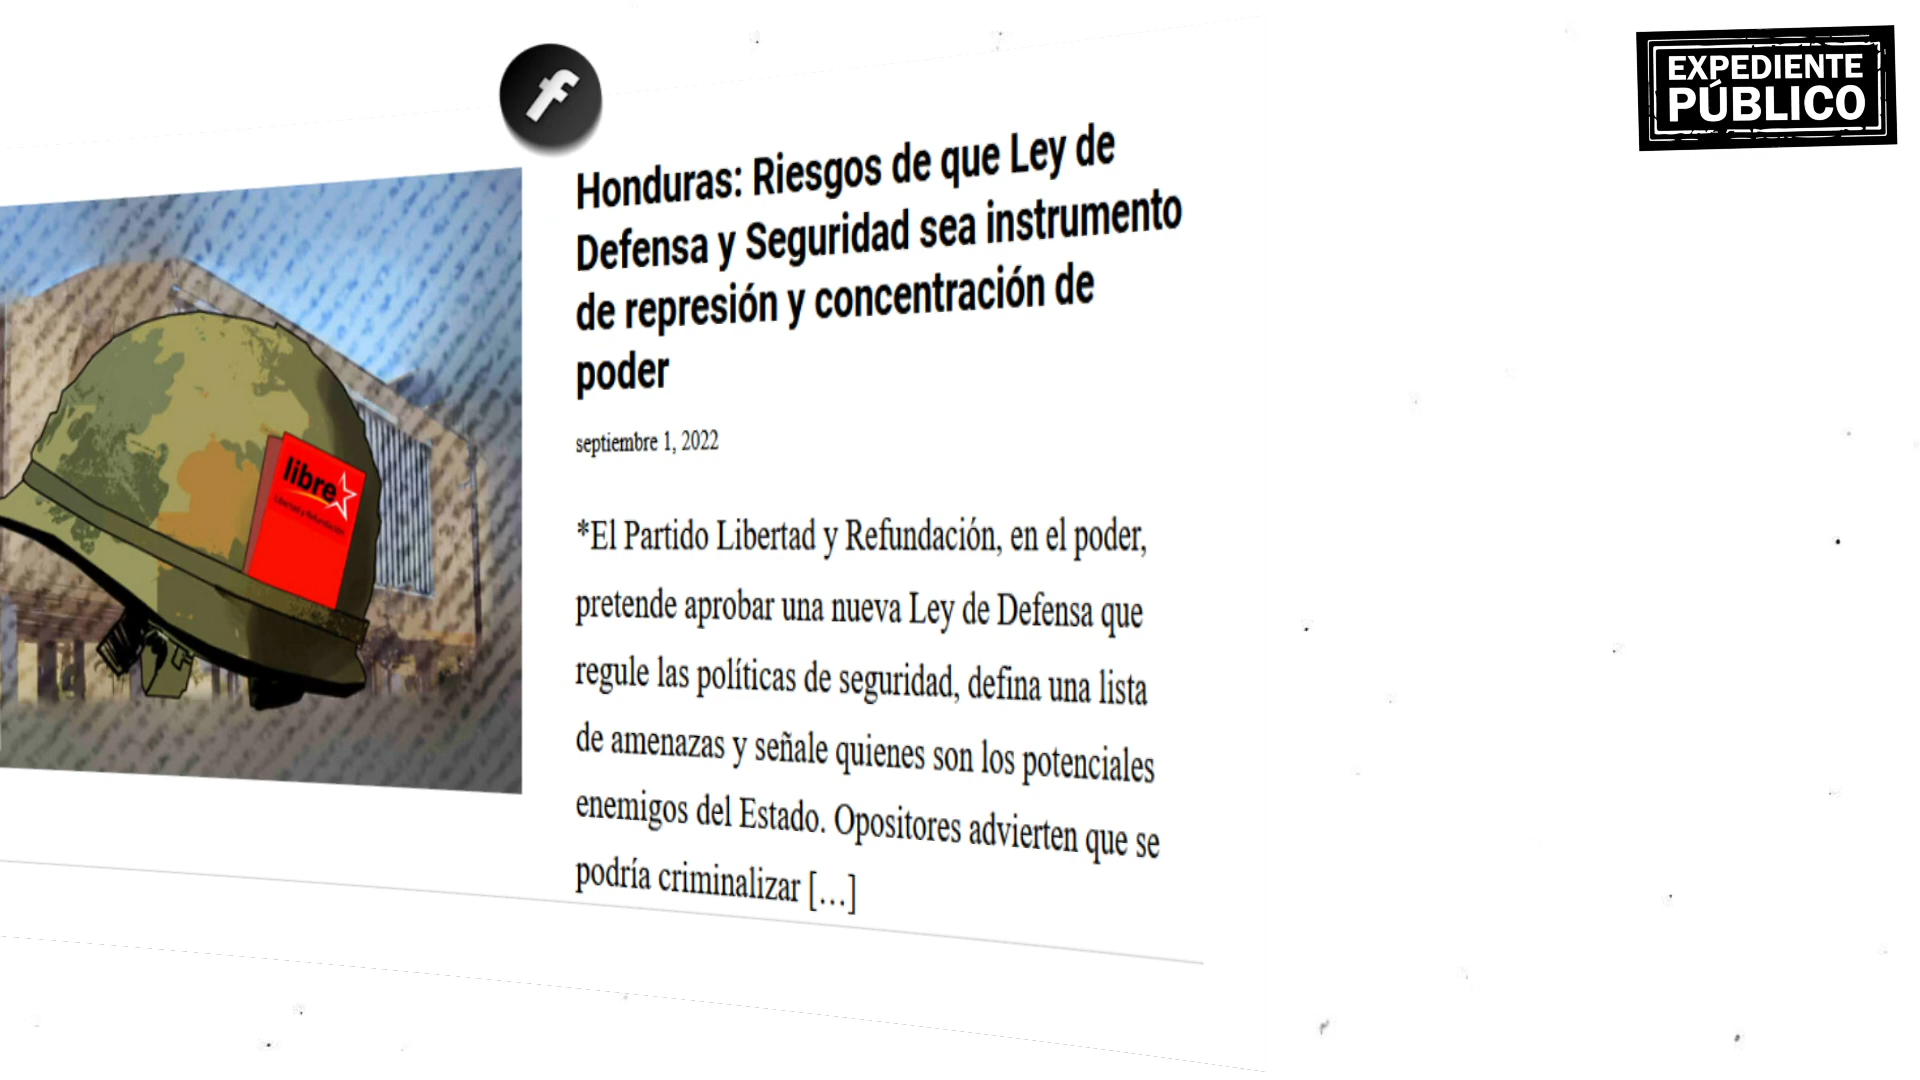 EXPEDIENTE
PÚBLICO
Honduras: Riesgos de que Ley de
Defensa y Seguridad sea instrumento
de represión y concentración de
poder
septiembre 1, 2022
*El Partido Libertad y Refundación, en el poder,
pretende aprobar una nueva Ley de Defensa que
regule las políticas de seguridad, defina una lista
de amenazas y señale quienes son los potenciales
enemigos del Estado. Opositores advierten que se
podría criminalizar [...]
libre
Libertad y Refundación